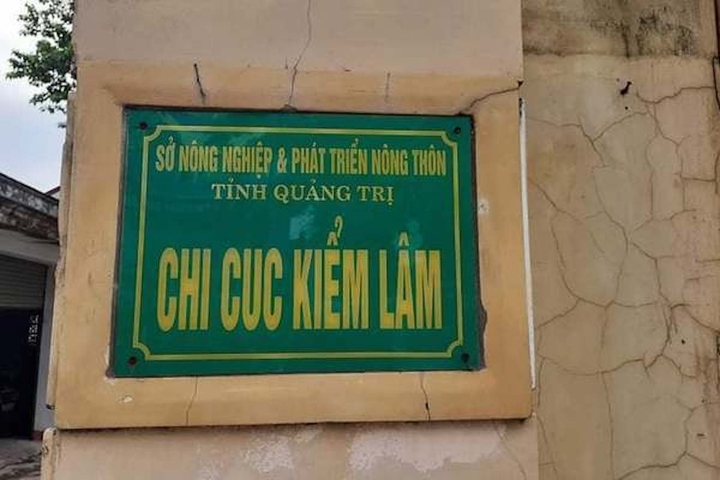 SỞ NÔNG NGHIỆP & PHÁT TRIỂN NÔNG THÔN
TỈNH QUẢNG TRỊ
CHI CUC KIỂM LÂM